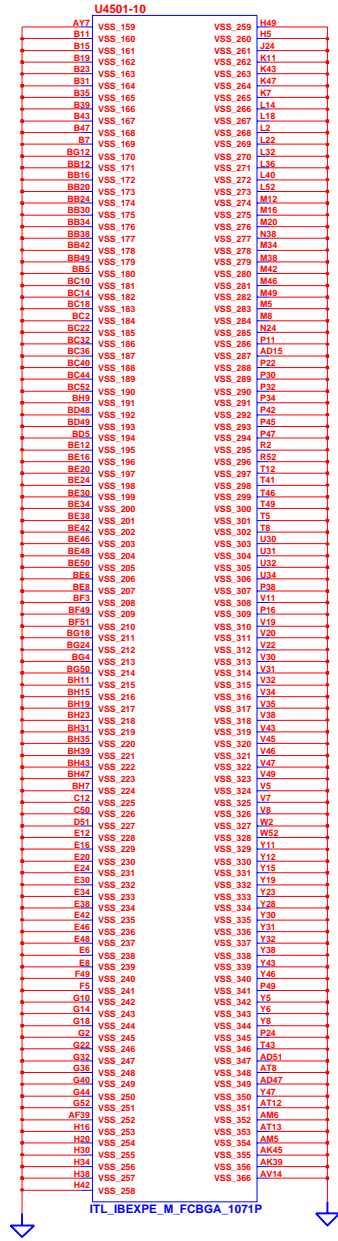 U4501-10
AY7 VSS_159 VSS_259 H49
B11 VSS_160 VSS_260 H5
B15 VSS_161 VSS_261 J24
B19 VSS_162 VSS_262 K11
B23 VSS_163 VSS_263 K43
B31 VSS_164 VSS_264 K47
B35 VSS_165 VSS_265 K7
B39 VSS_166 VSS_266 L14
B43 VSS_167 VSS_267 L18
B47 VSS_168 VSS_268 L2
B7 VSS_169 VSS_269 L22
BG12 VSS_170 VSS_270 L32
BB12 VSS_171 VSS_271 L36
BB16 VSS_172 VSS_272 L40
BB20 VSS_173 VSS_273 L52
BB24 VSS_174 VSS_274 M12
BB30 VSS_175 VSS_275 M16
BB34 VSS_176 VSS_276 M20
BB38 VSS_177 VSS_277 N38
BB42 VSS_178 VSS_278 M34
BB49 VSS_179 VSS_279 M38
BB5 VSS_180 VSS_280 M42
BC10 VSS_181 VSS_281 M46
BC14 VSS_182 VSS_282 M49
BC18 VSS_183 VSS_283 M5
BC2 VSS_184 VSS_284 M8
BC22 VSS_185 VSS_285 N24
BC32 VSS_186 VSS_286 P11
BC36 VSS_187 VSS_287 AD15
BC40 VSS_188 VSS_288 P22
BC44 VSS_189 VSS_289 P30
BC52 VSS_190 VSS_290 P32
BH9 VSS_191 VSS_291 P34
BD48 VSS_192 VSS_292 P42
BD49 VSS_193 VSS_293 P45
BD5 VSS_194 VSS_294 P47
BE12 VSS_195 VSS_295 R2
BE16 VSS_196 VSS_296 R52
BE20 VSS_197 VSS_297 T12
BE24 VSS_198 VSS_298 T41
BE30 VSS_199 VSS_299 T46
BE34 VSS_200 VSS_300 T49
BE38 VSS_201 VSS_301 T5
BE42 VSS_202 VSS_302 T8
BE46 VSS_203 VSS_303 U30
BE48 VSS_204 VSS_304 U31
BE50 VSS_205 VSS_305 U32
BE6 VSS_206 VSS_306 U34
BE8 VSS_207 VSS_307 P38
BF3 VSS_208 VSS_308 V11
BF49 VSS_209 VSS_309 P16
BF51 VSS_210 VSS_310 V19
BG18 VSS_211 VSS_311 V20
BG24 VSS_212 VSS_312 V22
BG4 VSS_213 VSS_313 V30
BG50 VSS_214 VSS_314 V31
BH11 VSS_215 VSS_315 V32
BH15 VSS_216 VSS_316 V34
BH19 VSS_217 VSS_317 V35
BH23 VSS_218 VSS_318 V38
BH31 VSS_219 VSS_319 V43
BH35 VSS_220 VSS_320 V45
BH39 VSS_221 VSS_321 V46
BH43 VSS_222 VSS_322 V47
BH47 VSS_223 VSS_323 V49
BH7 VSS_224 VSS_324 V5
C12 VSS_225 VSS_325 V7
C50 VSS_226 VSS_326 V8
D51 VSS_227 VSS_327 W2
E12 VSS_228 VSS_328 W52
E16 VSS_229 VSS_329 Y11
E20 VSS_230 VSS_330 Y12
E24 VSS_231 VSS_331 Y15
E30 VSS_232 VSS_332 Y19
E34 VSS_233 VSS_333 Y23
E38 VSS_234 VSS_334 Y28
E42 VSS_235 VSS_335 Y30
E46 VSS_236 VSS_336 Y31
E48 VSS_237 VSS_337 Y32
E6 VSS_238 VSS_338 Y38
E8 VSS_239 VSS_339 Y43
F49 VSS_240 VSS_340 Y46
F5 VSS_241 VSS_341 P49
G10 VSS_242 VSS_342 Y5
G14 VSS_243 VSS_343 Y6
G18 VSS_244 VSS_344 Y8
G2 VSS_245 VSS_345 P24
G22 VSS_246 VSS_346 T43
G32 VSS_247 VSS_347 AD51
G36 VSS_248 VSS_348 AT8
G40 VSS_249 VSS_349 AD47
G44 VSS_250 VSS_350 Y47
G52 VSS_251 VSS_351 AT12
AF39 VSS_252 VSS_352 AM6
H16 VSS_253 VSS_353 AT13
H20 VSS_254 VSS_354 AM5
H30 VSS_255 VSS_355 AK45
H34 VSS_256 VSS_356 AK39
H38 VSS_257 VSS_366 AV14
H42 VSS_258
ITL_IBEXPE_M_FCBGA_1071P